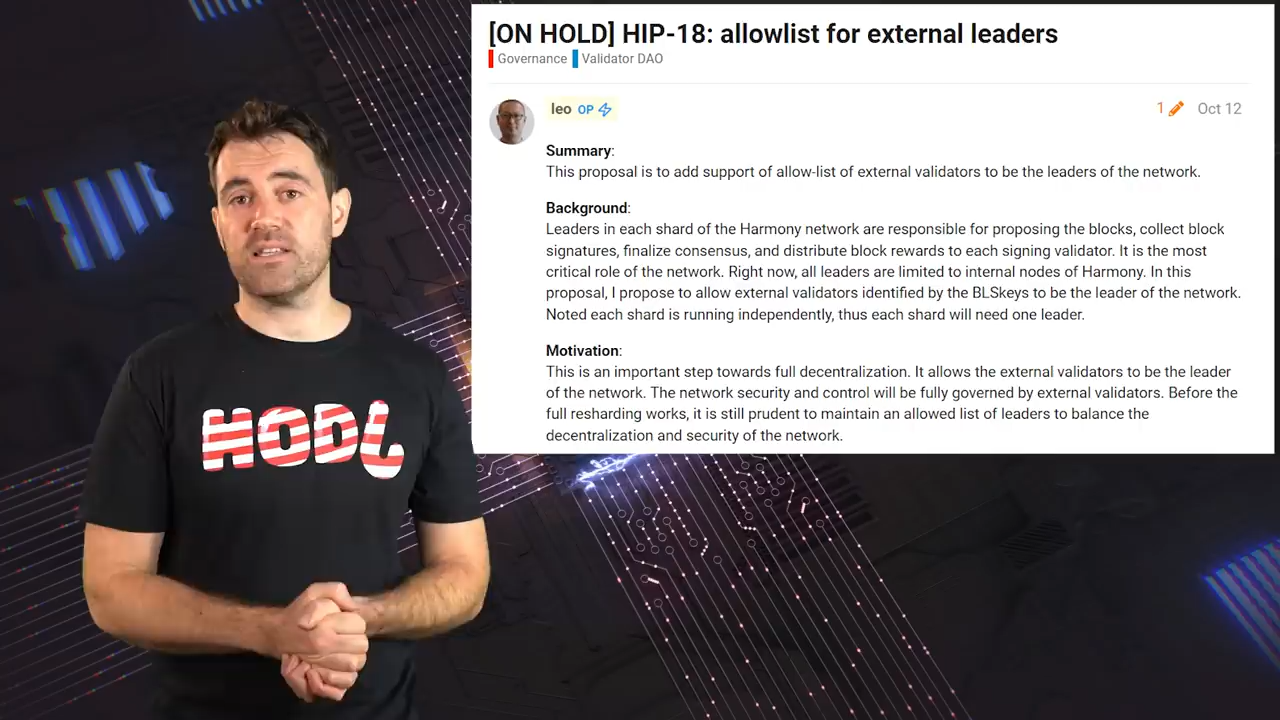 [ON HOLD] HIP-18: allowlist for external leaders
Governance Validator DAO
leo OP 1 Oct 12
Summary:
This proposal is to add support of allow-list of external validators to be the leaders of the network.
Background:
Leaders in each shard of the Harmony network are responsible for proposing the blocks, collect block
signatures, finalize consensus, and distribute block rewards to each signing validator. It is the most
critical role of the network. Right now, all leaders are limited to internal nodes of Harmony. In this
proposal, I propose to allow external validators identified by the BLSkeys to be the leader of the network.
Noted each shard is running independently, thus each shard will need one leader.
Motivation:
This is an important step towards full decentralization. It allows the external validators to be the leader
of the network. The network security and control will be fully governed by external validators. Before the
full resharding works, it is still prudent to maintain an allowed list of leaders to balance the
decentralization and security of the network.
HODL